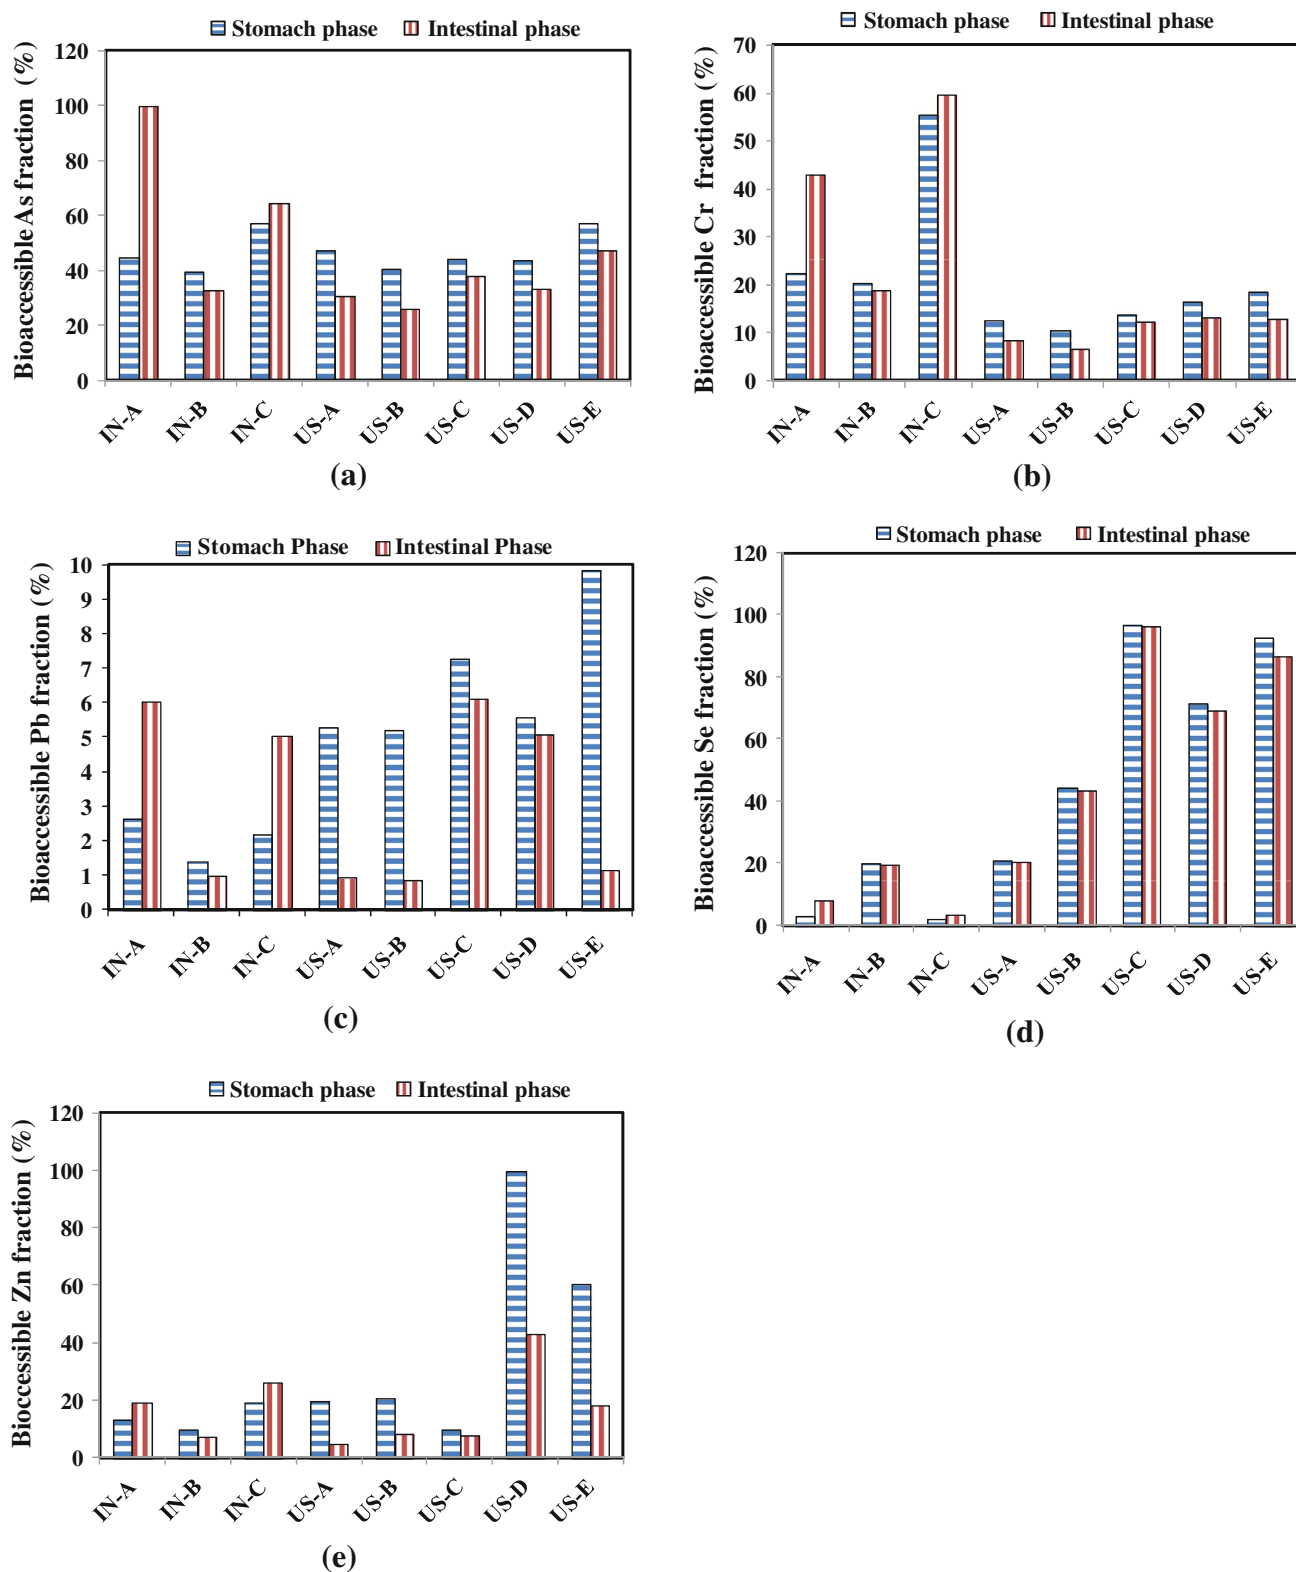 Stomach phase Intestinal phase
Bioaccessible As fraction (%)
120
100
80
60
40
20
0
IN-A IN-B IN-C US-A US-B US-C US-D US-E
(a)
Stomach phase Intestinal phase
Bioaccessible Cr fraction (%)
70
60
50
40
30
20
10
0
IN-A IN-B IN-C US-A US-B US-C US-D US-E
(b)
Stomach Phase Intestinal Phase
Bioaccessible Pb fraction (%)
10
9
8
7
6
5
4
3
2
1
0
IN-A IN-B IN-C US-A US-B US-C US-D US-E
(c)
Stomach phase Intestinal phase
Bioaccessible Se fraction (%)
120
100
80
60
40
20
0
IN-A IN-B IN-C US-A US-B US-C US-D US-E
(d)
Stomach phase Intestinal phase
Bioccessible Zn fraction (%)
120
100
80
60
40
20
0
IN-A IN-B IN-C US-A US-B US-C US-D US-E
(e)